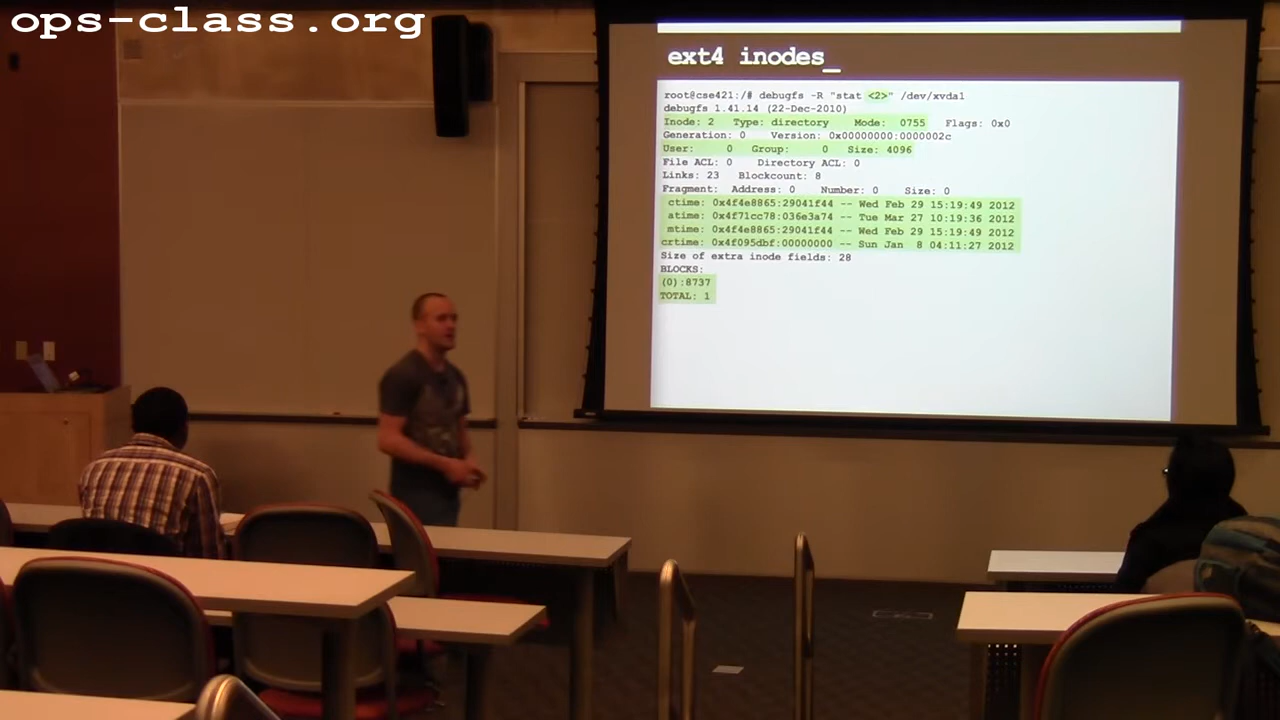 ops-class.org
ext4 inodes_
root@cse421:/# debugfs -R "stat <2>" /dev/xvda1
debugfs 1.41.14 (22-Dec-2010)
Inode: 2 Type: directory Mode: 0755 Flags: 0x0
Generation: 0 Version: 0x00000000:0000002c
User: 0 Group: 0 Size: 4096
File ACL: 0 Directory ACL: 0
Links: 23 Blockcount: 8
Fragment: Address: 0 Number: 0 Size: 0
ctime: 0x4f4e8865:29041f44 -- Wed Feb 29 15:19:49 2012
atime: 0x4f71cc78:036e3a74 -- Tue Mar 27 10:19:36 2012
mtime: 0x4f4e8865:29041f44 -- Wed Feb 29 15:19:49 2012
crtime: 0x4f095dbf:00000000 -- Sun Jan 8 04:11:27 2012
Size of extra inode fields: 28
BLOCKS:
(0):8737
TOTAL: 1